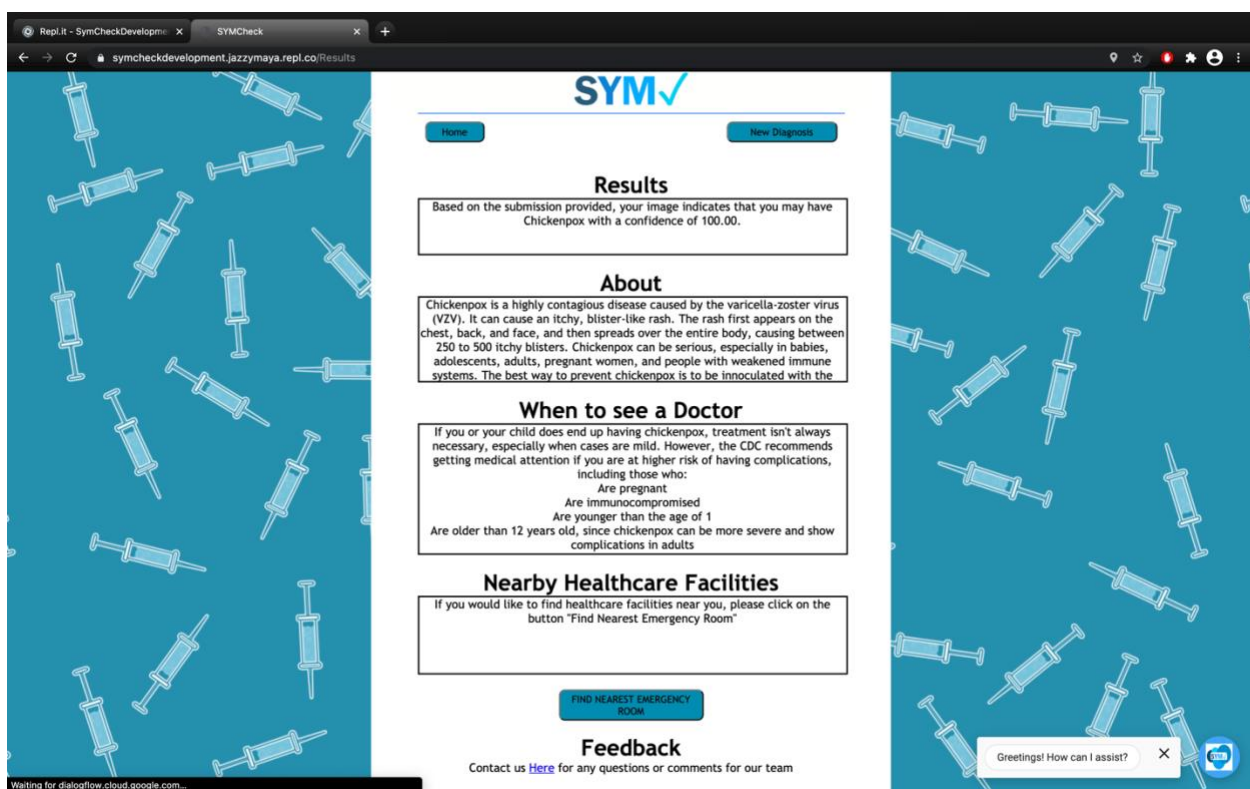 Repl.it - SymCheckDevelopme
SYMCheck
symcheckdevelopment.jazzymaya.repl.co/Results
SYM✓
Home
New Diagnosis
Results
Based on the submission provided, your image indicates that you may have
Chickenpox with a confidence of 100.00.
About
Chickenpox is a highly contagious disease caused by the varicella-zoster virus
(VZV). It can cause an itchy, blister-like rash. The rash first appears on the
chest, back, and face, and then spreads over the entire body, causing between
250 to 500 itchy blisters. Chickenpox can be serious, especially in babies,
adolescents, adults, pregnant women, and people with weakened immune
systems. The best way to prevent chickenpox is to be innoculated with the
When to see a Doctor
If you or your child does end up having chickenpox, treatment isn't always
necessary, especially when cases are mild. However, the CDC recommends
getting medical attention if you are at higher risk of having complications,
including those who:
Are pregnant
Are immunocompromised
Are younger than the age of 1
Are older than 12 years old, since chickenpox can be more severe and show
complications in adults
Nearby Healthcare Facilities
If you would like to find healthcare facilities near you, please click on the
button "Find Nearest Emergency Room"
FIND NEAREST EMERGENCY
ROOM
Feedback
Contact us Here for any questions or comments for our team
Greetings! How can I assist?
Waiting for dialogflow.cloud.google.com...